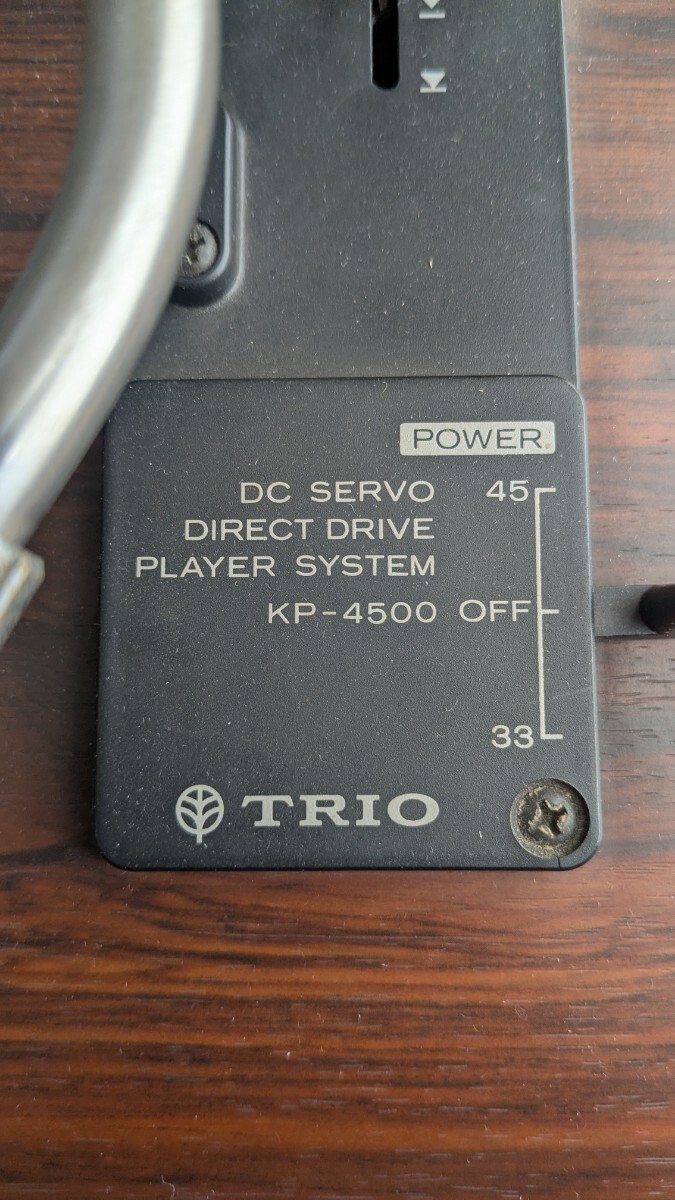 POWER
DC SERVO 45
DIRECT DRIVE
PLAYER SYSTEM
KP-4500 OFF
33
TRIO